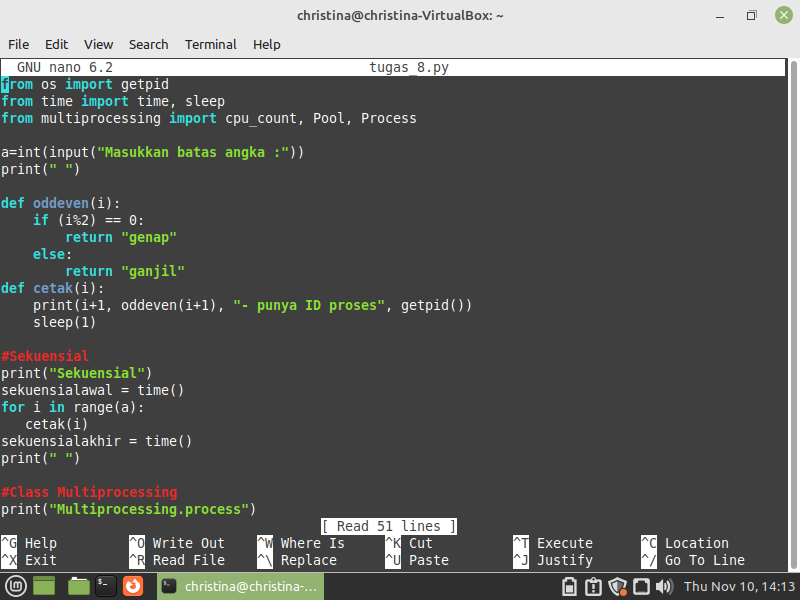 christina@christina-VirtualBox: ~
File Edit View Search Terminal Help
GNU nano 6.2 tugas_8.py
from os import getpid
from time import time, sleep
from multiprocessing import cpu_count, Pool, Process
a=int(input("Masukkan batas angka :"))
print(" ")
def oddeven(i):
    if (i%2) == 0:
        return "genap"
    else:
        return "ganjil"
def cetak(i):
    print(i+1, oddeven(i+1), "- punya ID proses", getpid())
    sleep(1)
#Sekuensial
print("Sekuensial")
sekuensialawal = time()
for i in range(a):
   cetak(i)
sekuensialakhir = time()
print(" ")
#Class Multiprocessing
print("Multiprocessing.process")
[ Read 51 lines ]
^G Help ^O Write Out ^W Where Is ^K Cut ^T Execute ^C Location
^X Exit ^R Read File ^\ Replace ^U Paste ^J Justify ^/ Go To Line
christina@christina-... Thu Nov 10, 14:13